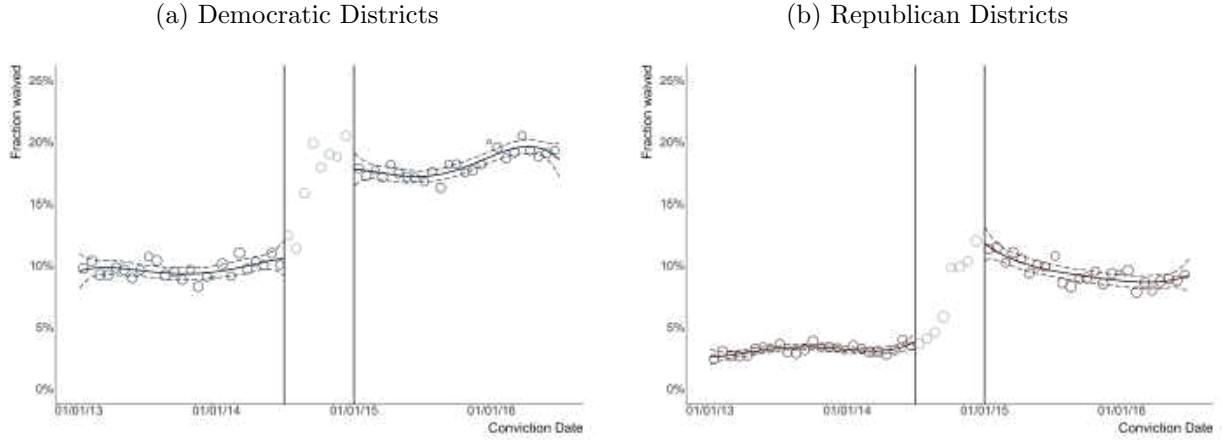 (a) Democratic Districts
Fraction waived
25%
20%
15%
10%
5%
0%
01/01/13 01/01/14 01/01/15 01/01/16
Conviction Date
(b) Republican Districts
Fraction waived
25%
20%
15%
10%
5%
0%
01/01/13 01/01/14 01/01/15 01/01/16
Conviction Date